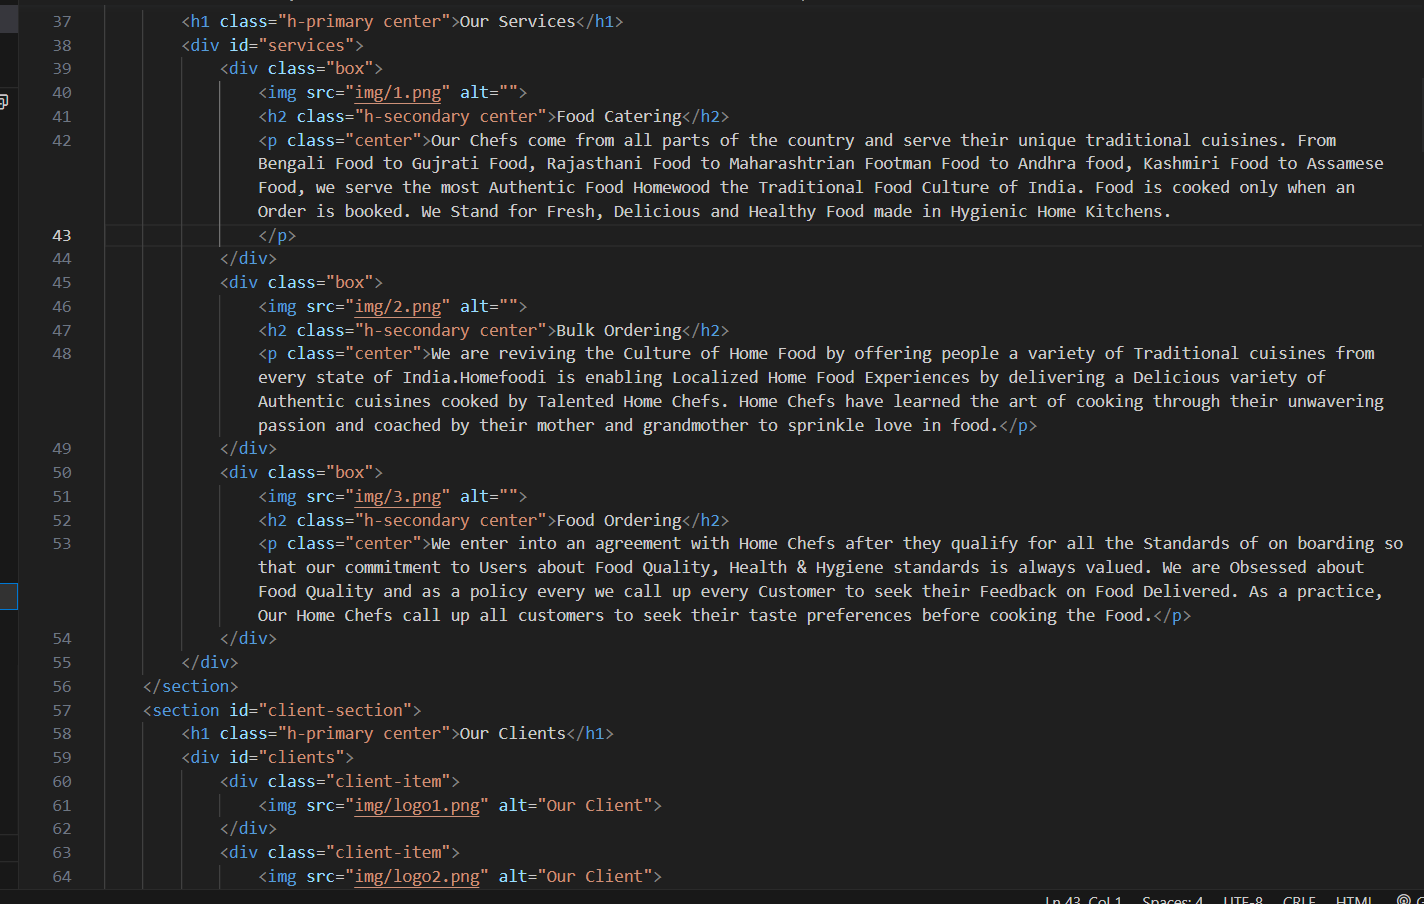 37 <h1 class="h-primary center">Our Services</h1>
38 <div id="services">
39 <div class="box">
40 <img src="img/1.png" alt="">
41 <h2 class="h-secondary center">Food Catering</h2>
42 <p class="center">Our Chefs come from all parts of the country and serve their unique traditional cuisines. From
Bengali Food to Gujrati Food, Rajasthani Food to Maharashtrian Footman Food to Andhra food, Kashmiri Food to Assamese
Food, we serve the most Authentic Food Homewood the Traditional Food Culture of India. Food is cooked only when an
Order is booked. We Stand for Fresh, Delicious and Healthy Food made in Hygienic Home Kitchens.
43 </p>
44 </div>
45 <div class="box">
46 <img src="img/2.png" alt="">
47 <h2 class="h-secondary center">Bulk Ordering</h2>
48 <p class="center">We are reviving the Culture of Home Food by offering people a variety of Traditional cuisines from
every state of India.Homefoodi is enabling Localized Home Food Experiences by delivering a Delicious variety of
Authentic cuisines cooked by Talented Home Chefs. Home Chefs have learned the art of cooking through their unwavering
passion and coached by their mother and grandmother to sprinkle love in food.</p>
49 </div>
50 <div class="box">
51 <img src="img/3.png" alt="">
52 <h2 class="h-secondary center">Food Ordering</h2>
53 <p class="center">We enter into an agreement with Home Chefs after they qualify for all the Standards of on boarding so
that our commitment to Users about Food Quality, Health & Hygiene standards is always valued. We are Obsessed about
Food Quality and as a policy every we call up every Customer to seek their Feedback on Food Delivered. As a practice,
Our Home Chefs call up all customers to seek their taste preferences before cooking the Food.</p>
54 </div>
55 </div>
56 </section>
57 <section id="client-section">
58 <h1 class="h-primary center">Our Clients</h1>
59 <div id="clients">
60 <div class="client-item">
61 <img src="img/logo1.png" alt="Our Client">
62 </div>
63 <div class="client-item">
64 <img src="img/logo2.png" alt="Our Client">
Ln 43, Col 1 Spaces: 4 UTF-8 CRLF HTML